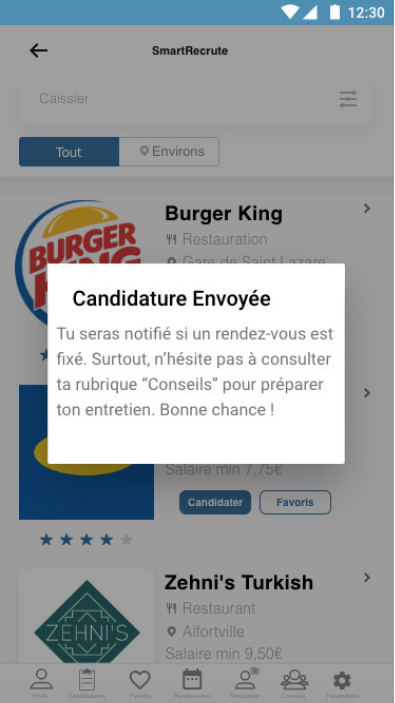 12:30
SmartRecrute
Caissier
Tout
Environs
BURGER
Burger King
Restauration
Gare de Saint Lazare
Candidature Envoyée
Tu seras notifié si un rendez-vous est
fixé. Surtout, n’hésite pas à consulter
ta rubrique “Conseils” pour préparer
ton entretien. Bonne chance !
Salaire min 7,75€
Candidater
Favoris
ZEHNI'S
Zehni's Turkish
Restaurant
Alfortville
Salaire min 9,50€
Profil
Candidatures
Favoris
Rendez-vous
Simulateur
Conseils
Paramètres